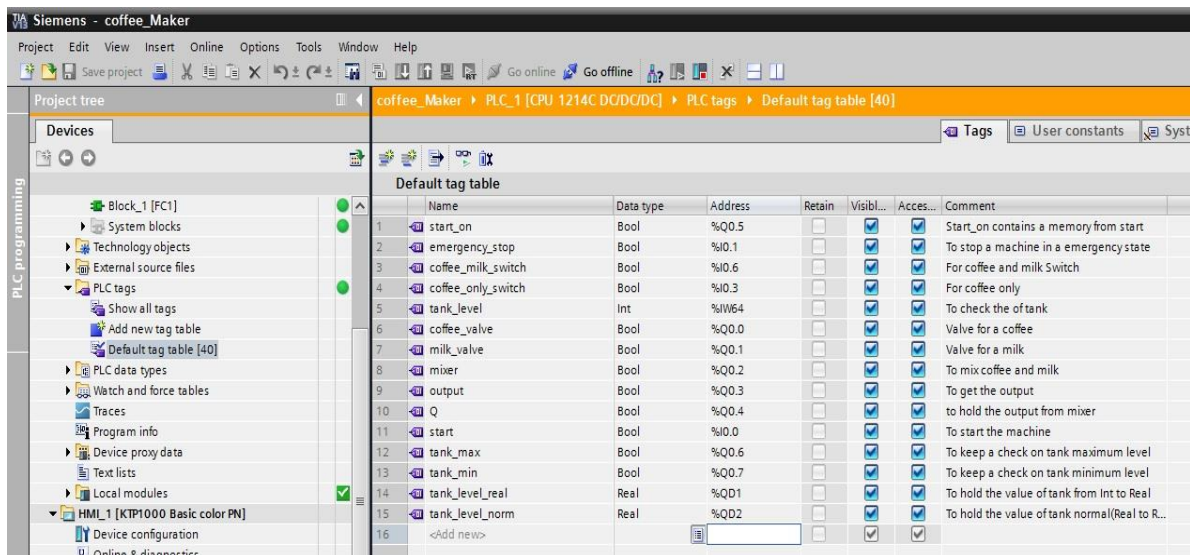 Siemens - coffee_Maker
Project Edit View Insert Online Options Tools Window Help
Save project Go online Go offline
Project tree
coffee_Maker PLC_1 [CPU 1214C DC/DC/DC] PLC tags Default tag table [40]
Devices
Tags User constants Syst
PLC programming
Default tag table
Block_1 [FC1]
System blocks
Technology objects
External source files
PLC tags
Show all tags
Add new tag table
Default tag table [40]
PLC data types
Watch and force tables
Traces
Program info
Device proxy data
Text lists
Local modules
HMI_1 [KTP1000 Basic color PN]
Device configuration
Online & diagnostics
Name Data type Address Retain Visibl... Acces... Comment
1 start_on Bool %Q0.5 Start_on contains a memory from start
2 emergency_stop Bool %I0.1 To stop a machine in a emergency state
3 coffee_milk_switch Bool %I0.6 For coffee and milk Switch
4 coffee_only_switch Bool %I0.3 For coffee only
5 tank_level Int %IW64 To check the of tank
6 coffee_valve Bool %Q0.0 Valve for a coffee
7 milk_valve Bool %Q0.1 Valve for a milk
8 mixer Bool %Q0.2 To mix coffee and milk
9 output Bool %Q0.3 To get the output
10 Q Bool %Q0.4 to hold the output from mixer
11 start Bool %I0.0 To start the machine
12 tank_max Bool %Q0.6 To keep a check on tank maximum level
13 tank_min Bool %Q0.7 To keep a check on tank minimum level
14 tank_level_real Real %QD1 To hold the value of tank from Int to Real
15 tank_level_norm Real %QD2 To hold the value of tank normal(Real to R...
16 <Add new>